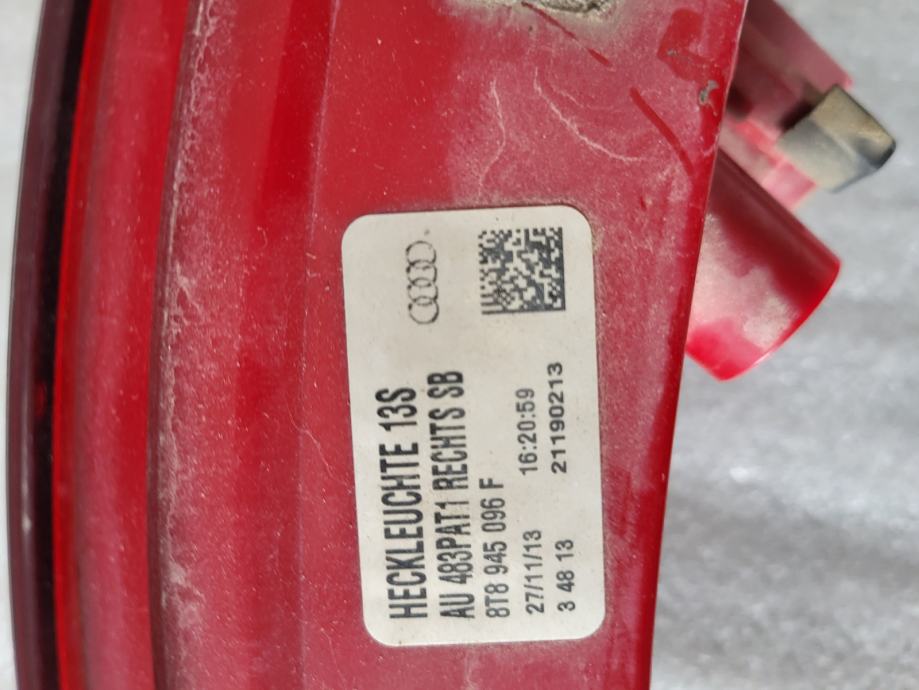 HECKLEUCHTE 13S
AU 483PAT1 RECHTS SB
8T8 945 096 F
27/11/13 16:20:59
3 48 13 21190213